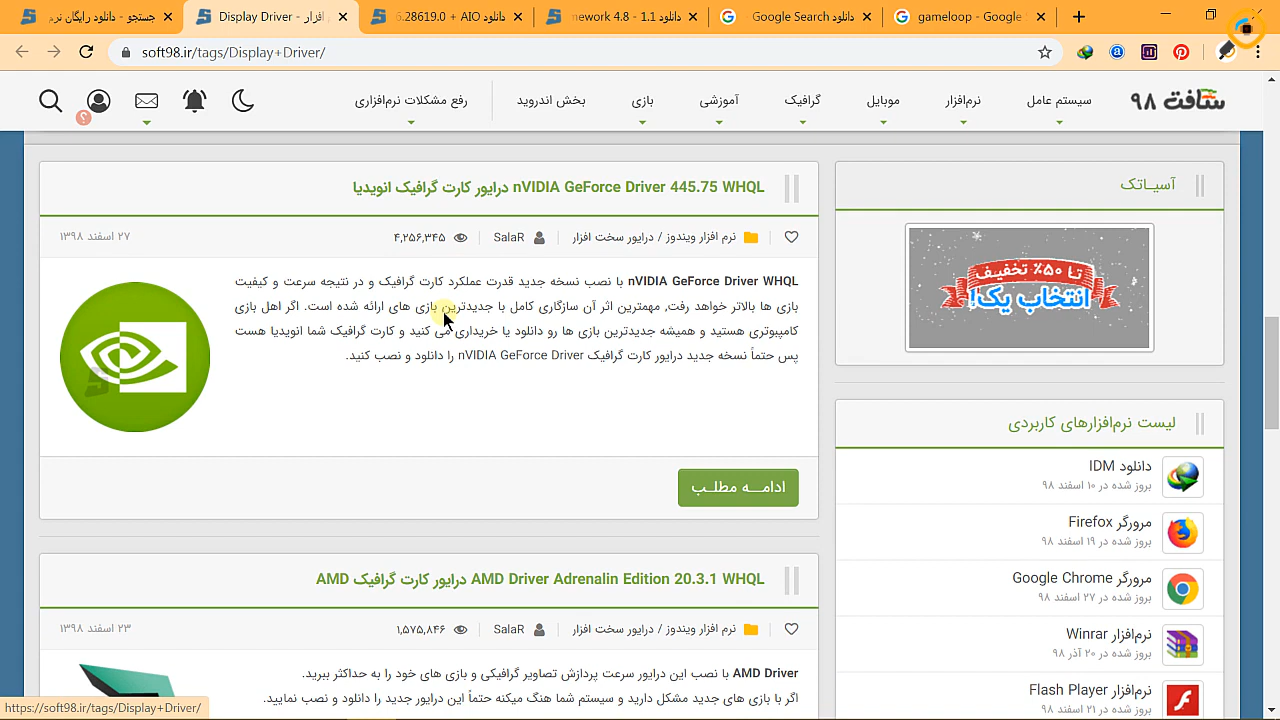 جستجو - دانلود رایگان نرم
Display Driver - افزار
دانلود 5.28619.0 + AIO
دانلود nework 4.8 - 1.1
دانلود Google Search
gameloop - Google
soft98.ir/tags/Display+Driver/
سافت ۹۸
سیستم عامل
نرم‌افزار
موبایل
گرافیک
آموزشی
بازی
بخش اندروید
رفع مشکلات نرم‌افزاری
nVIDIA GeForce Driver 445.75 WHQL درایور کارت گرافیک انویدیا
نرم افزار ویندوز / درایور سخت افزار
SalaR
۴,۲۵۶,۳۴۵
۲۷ اسفند ۱۳۹۸
nVIDIA GeForce Driver WHQL با نصب نسخه جدید قدرت عملکرد کارت گرافیک و در نتیجه سرعت و کیفیت
بازی ها بالاتر خواهد رفت, مهمترین اثر آن سازگاری کامل با جدیدترین بازی های ارائه شده است. اگر اهل بازی
کامپیوتری هستید و همیشه جدیدترین بازی ها رو دانلود یا خریداری می کنید و کارت گرافیک شما انویدیا هست
پس حتماً نسخه جدید درایور کارت گرافیک nVIDIA GeForce Driver را دانلود و نصب کنید.
ادامــه مطلـب
AMD Driver Adrenalin Edition 20.3.1 WHQL درایور کارت گرافیک AMD
نرم افزار ویندوز / درایور سخت افزار
SalaR
۱,۵۷۵,۸۴۶
۲۳ اسفند ۱۳۹۸
AMD Driver با نصب این درایور سرعت پردازش تصاویر گرافیکی و بازی های خود را به حداکثر ببرید.
اگر با بازی های جدید مشکل دارید و سیستم شما هنگ میکند حتماً این درایور جدید را دانلود و نصب نمایید.
آسیـاتک
تـا ۵۰٪ تخفیـف
انتخاب یک!
لیست نرم‌افزارهای کاربردی
دانلود IDM
بروز شده در ۱۰ اسفند ۹۸
مرورگر Firefox
بروز شده در ۱۹ اسفند ۹۸
مرورگر Google Chrome
بروز شده در ۲۷ اسفند ۹۸
نرم‌افزار Winrar
بروز شده در ۲۰ آذر ۹۸
نرم‌افزار Flash Player
بروز شده در ۲۱ اسفند ۹۸
https://soft98.ir/tags/Display+Driver/